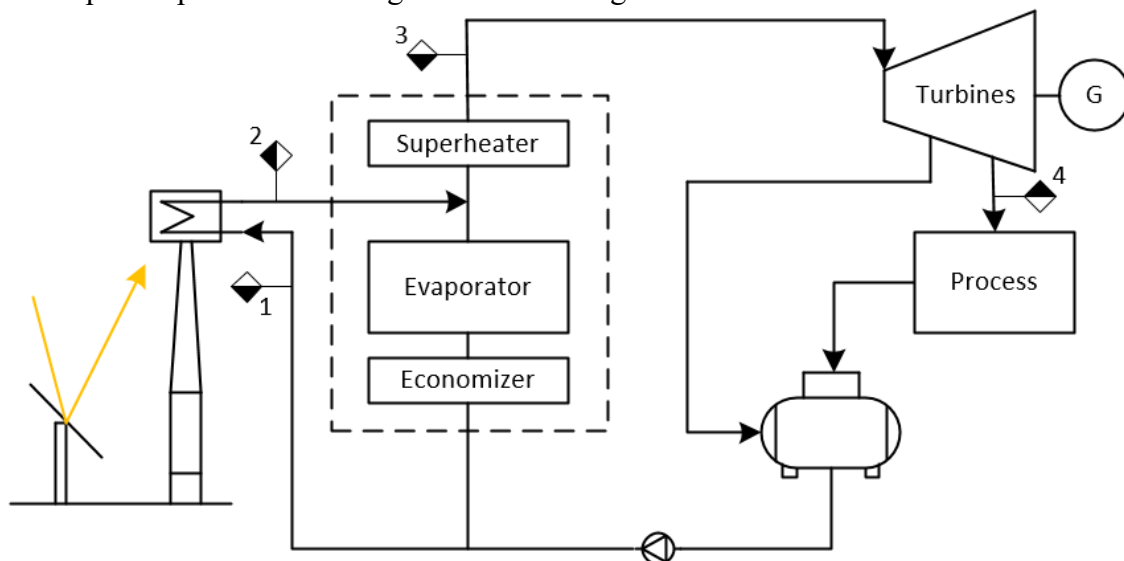 3
Turbines
G
Superheater
2
4
Evaporator
Process
1
Economizer